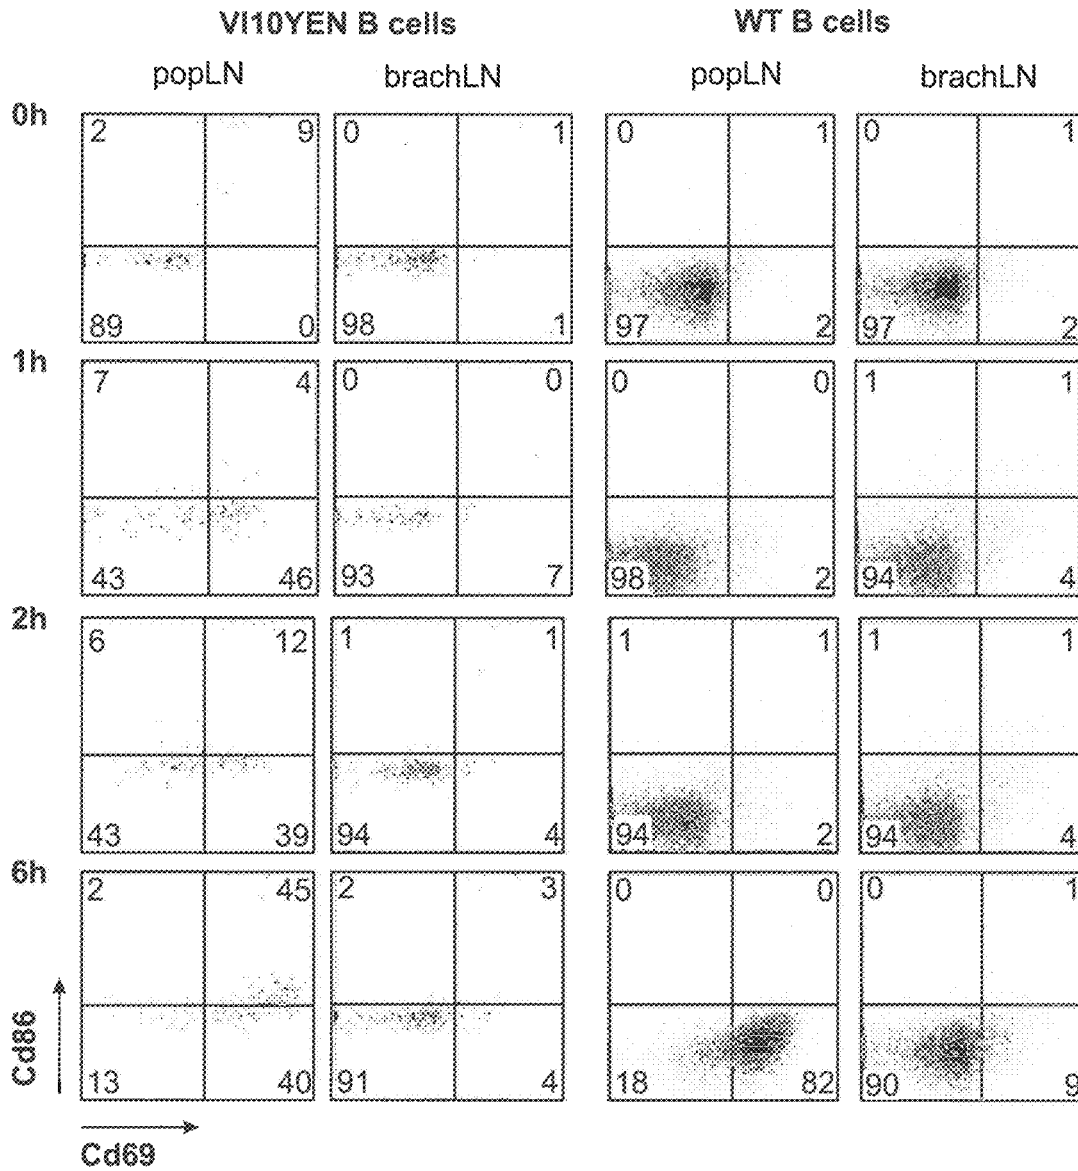 VI10YEN B cells WT B cells
popLN brachLN popLN brachLN
0h
2 9 0 1 0 1 0 1
89 0 98 1 97 2 97 2
1h
7 4 0 0 0 0 1 1
43 46 93 7 98 2 94 4
2h
6 12 1 1 1 1 1 1
43 39 94 4 94 2 94 4
6h
2 45 2 3 0 0 0 1
13 40 91 4 18 82 90 9
Cd86
Cd69